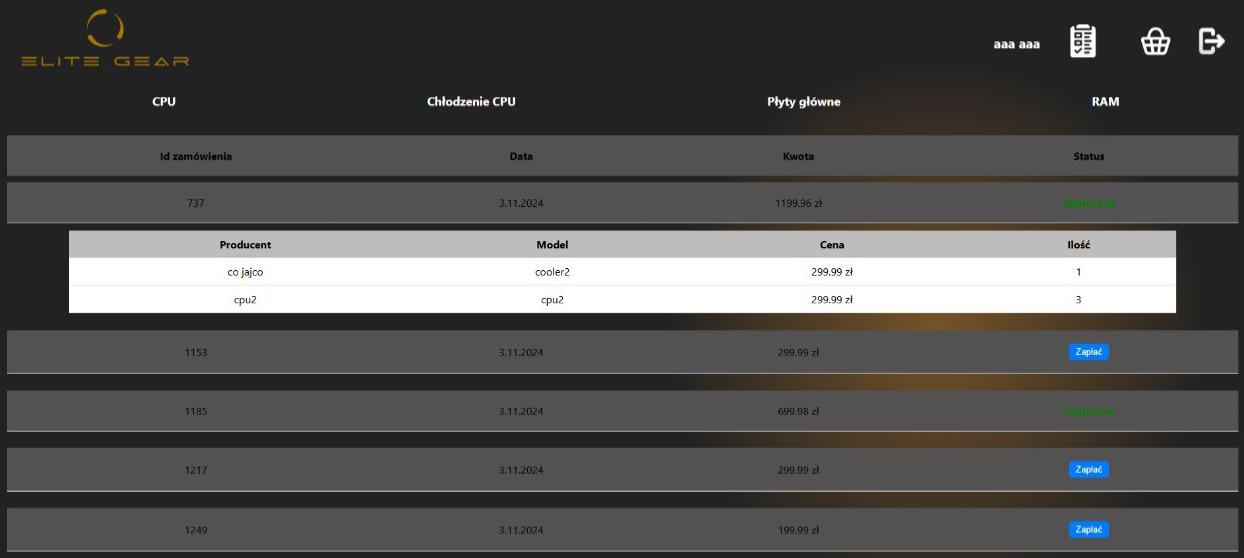 ELITE GEAR
aaa aaa
CPU Chłodzenie CPU Płyty główne RAM
Id zamówienia Data Kwota Status
737 3.11.2024 1199.96 zł Zapłacone
Producent Model Cena Ilość
co jajco cooler2 299.99 zł 1
cpu2 cpu2 299.99 zł 3
1153 3.11.2024 299.99 zł Zapłać
1185 3.11.2024 699.98 zł Zapłacone
1217 3.11.2024 299.99 zł Zapłać
1249 3.11.2024 199.99 zł Zapłać